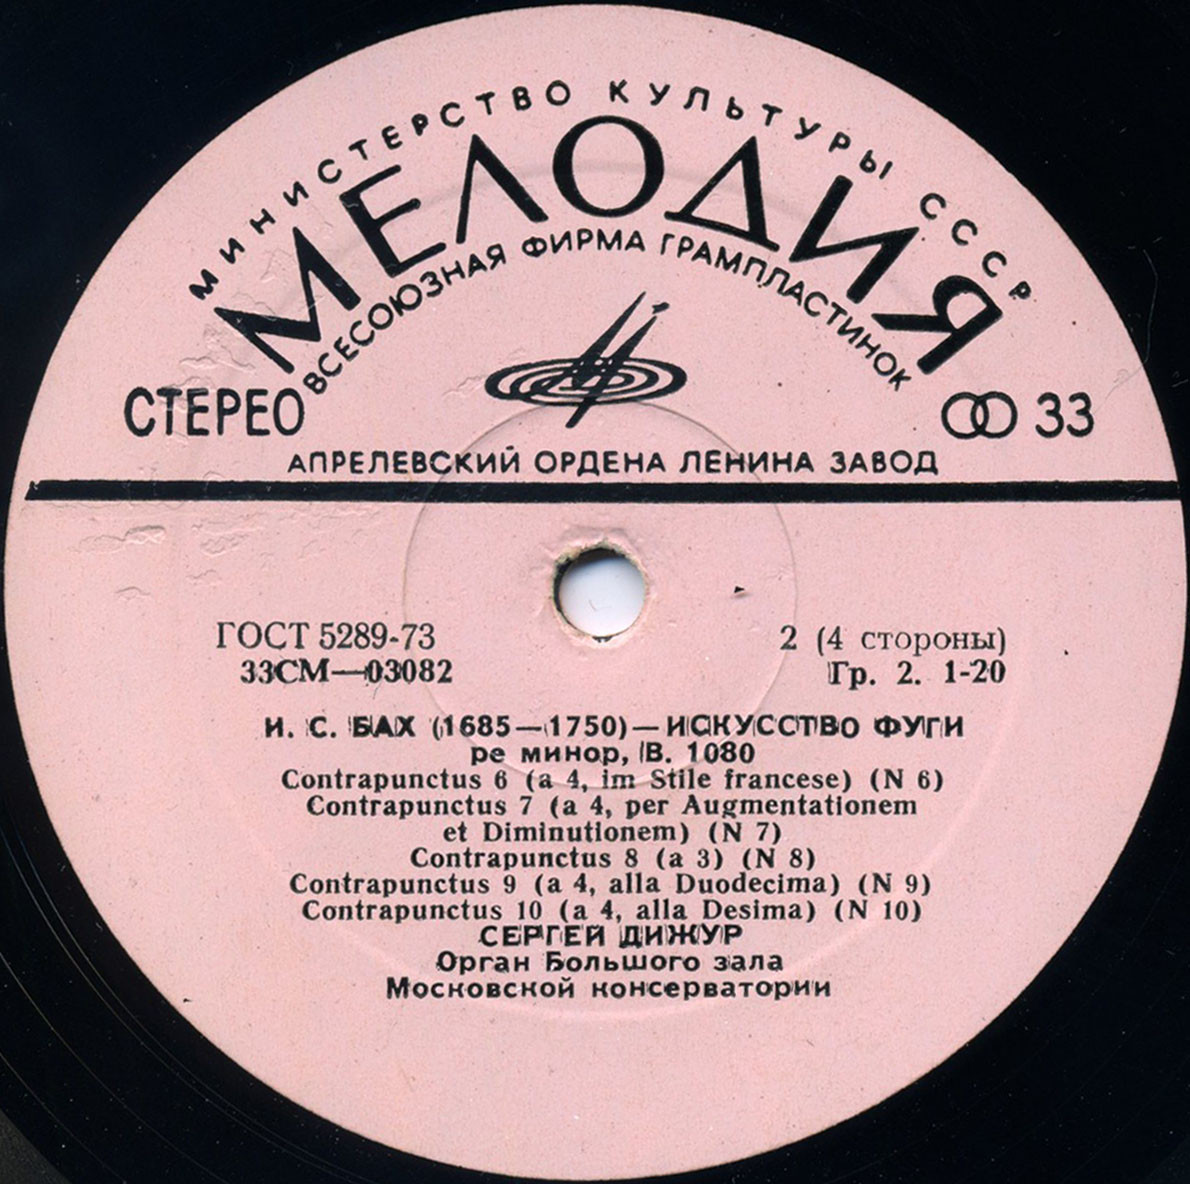 МИНИСТЕРСТВО КУЛЬТУРЫ СССР
МЕЛОДИЯ
ВСЕСОЮЗНАЯ ФИРМА ГРАМПЛАСТИНОК
СТЕРЕО
33
АПРЕЛЕВСКИЙ ОРДЕНА ЛЕНИНА ЗАВОД
ГОСТ 5289-73
2 (4 стороны)
33СМ—03082
Гр. 2. 1-20
И. С. БАХ (1685—1750)—ИСКУССТВО ФУГИ
ре минор, В. 1080
Contrapunctus 6 (a 4, im Stile francese) (N 6)
Contrapunctus 7 (a 4, per Augmentationem
et Diminutionem) (N 7)
Contrapunctus 8 (a 3) (N 8)
Contrapunctus 9 (a 4, alla Duodecima) (N 9)
Contrapunctus 10 (a 4, alla Desima) (N 10)
СЕРГЕЙ ДИЖУР
Орган Большого зала
Московской консерватории